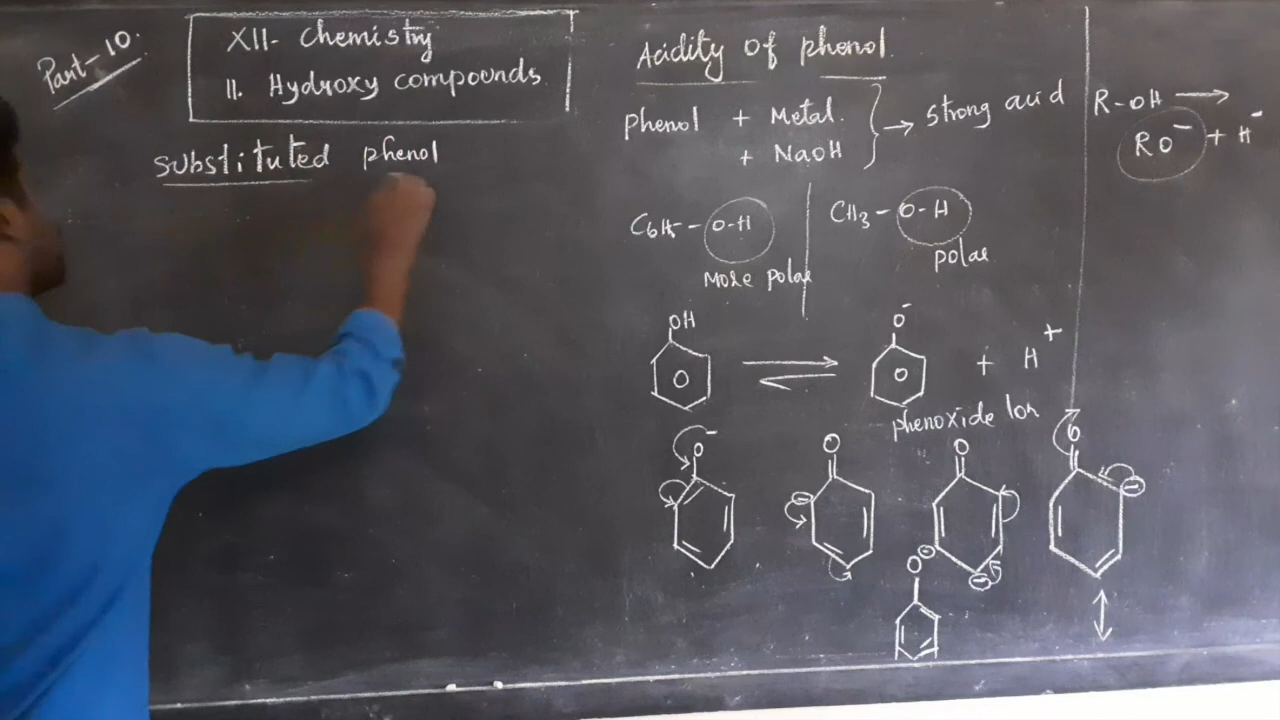 Part-10.
XII- Chemistry
11. Hydroxy compounds
Substituted phenol
Acidity of phenol.
phenol + Metal.
+ NaOH
→ strong acid
C6H5 - O-H
More polar
CH3 - O-H
polar
OH
O-
+ H+
phenoxide Ion
O-
O
O
O
O
R-OH →
RO- + H-